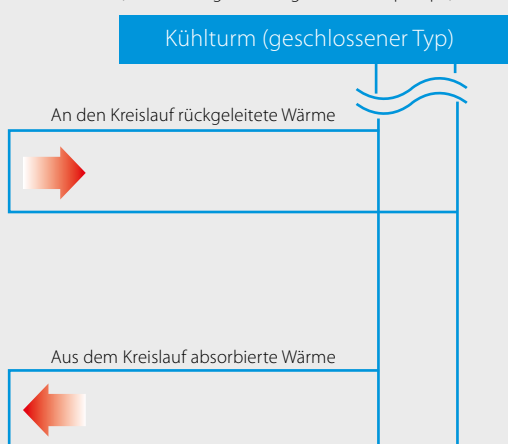 Kühlturm (geschlossener Typ)
An den Kreislauf rückgeleitete Wärme
Aus dem Kreislauf absorbierte Wärme